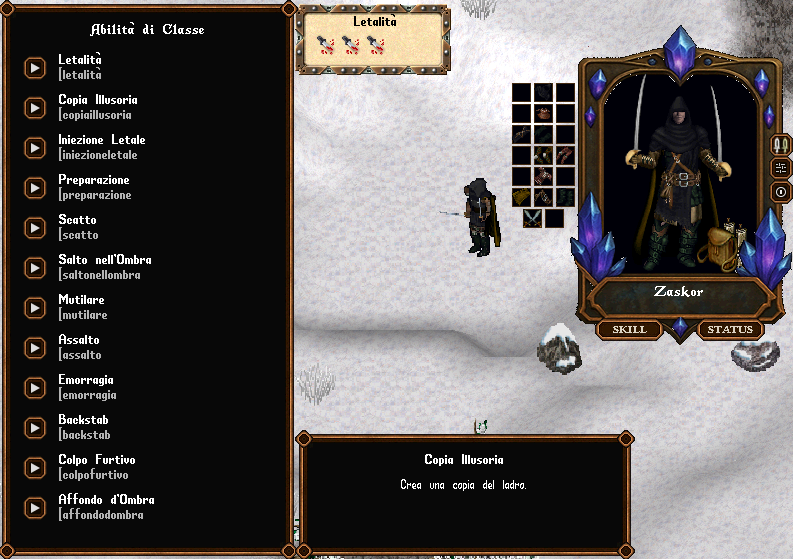 Abilità di Classe
Letalità
[letalità
Copia Illusoria
[copiaillusoria
Iniezione Letale
[iniezioneletale
Preparazione
[preparazione
Scatto
[scatto
Salto nell'Ombra
[saltonellombra
Mutilare
[mutilare
Assalto
[assalto
Emorragia
[emorragia
Backstab
[backstab
Colpo Furtivo
[colpofurtivo
Affondo d'Ombra
[affondodombra
Letalità
Zaskor
SKILL
STATUS
Copia Illusoria
Crea una copia del ladro.